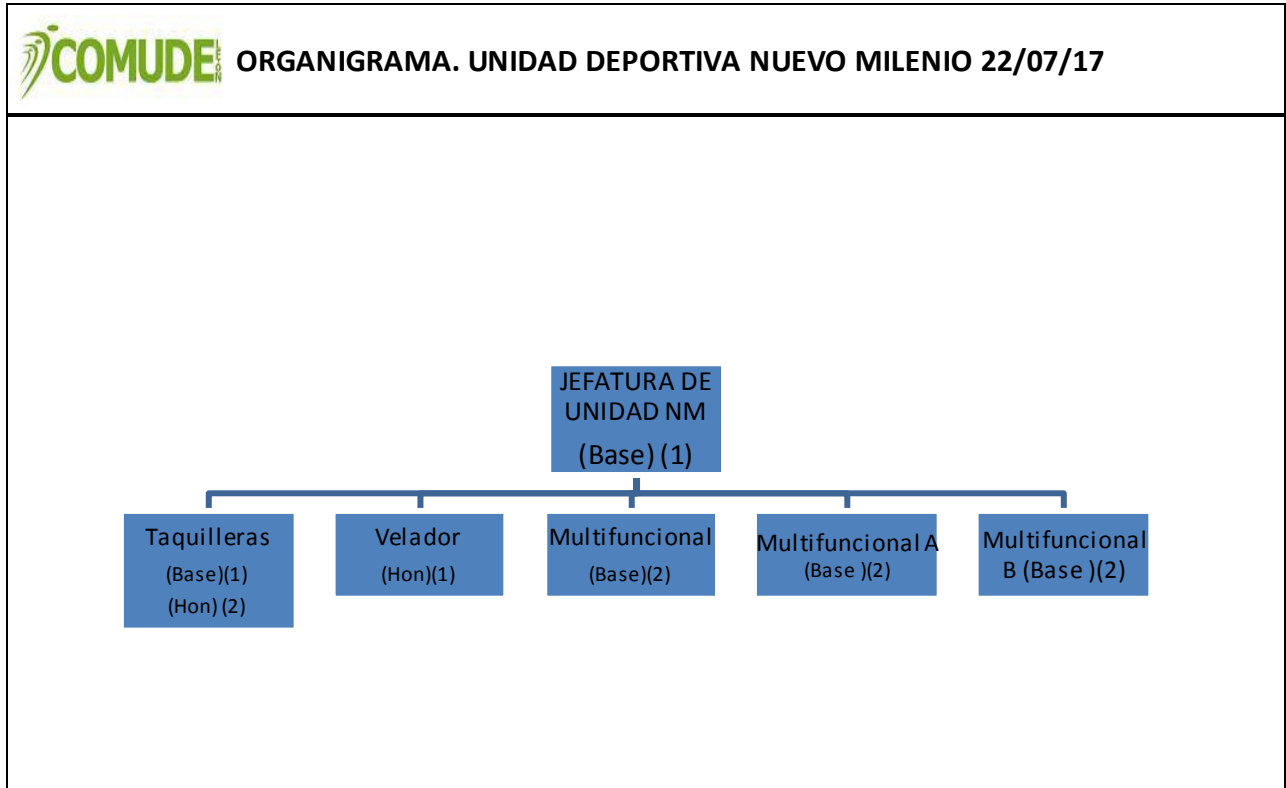 COMUDE LEON
ORGANIGRAMA. UNIDAD DEPORTIVA NUEVO MILENIO 22/07/17
JEFATURA DE
UNIDAD NM
(Base) (1)
Taquilleras
(Base)(1)
(Hon) (2)
Velador
(Hon)(1)
Multifuncional
(Base)(2)
Multifuncional A
(Base )(2)
Multifuncional
B (Base )(2)